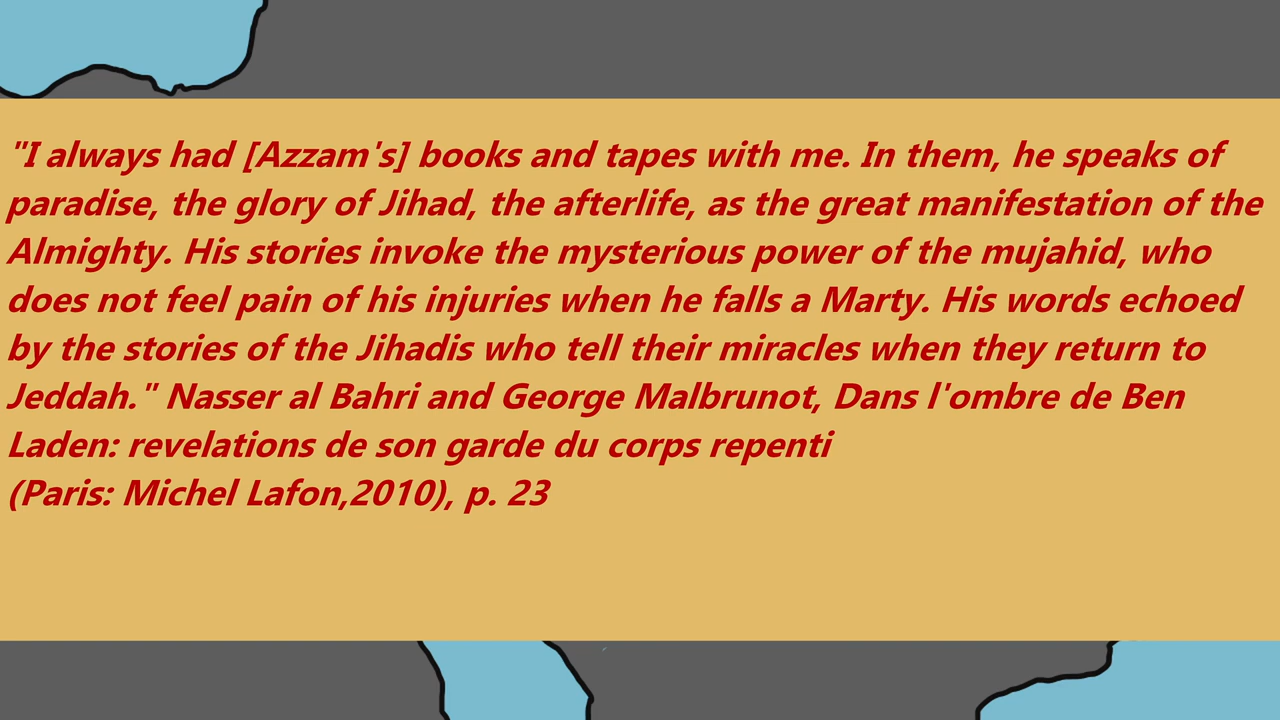 "I always had [Azzam's] books and tapes with me. In them, he speaks of
paradise, the glory of Jihad, the afterlife, as the great manifestation of the
Almighty. His stories invoke the mysterious power of the mujahid, who
does not feel pain of his injuries when he falls a Marty. His words echoed
by the stories of the Jihadis who tell their miracles when they return to
Jeddah." Nasser al Bahri and George Malbrunot, Dans l'ombre de Ben
Laden: revelations de son garde du corps repenti
(Paris: Michel Lafon,2010), p. 23